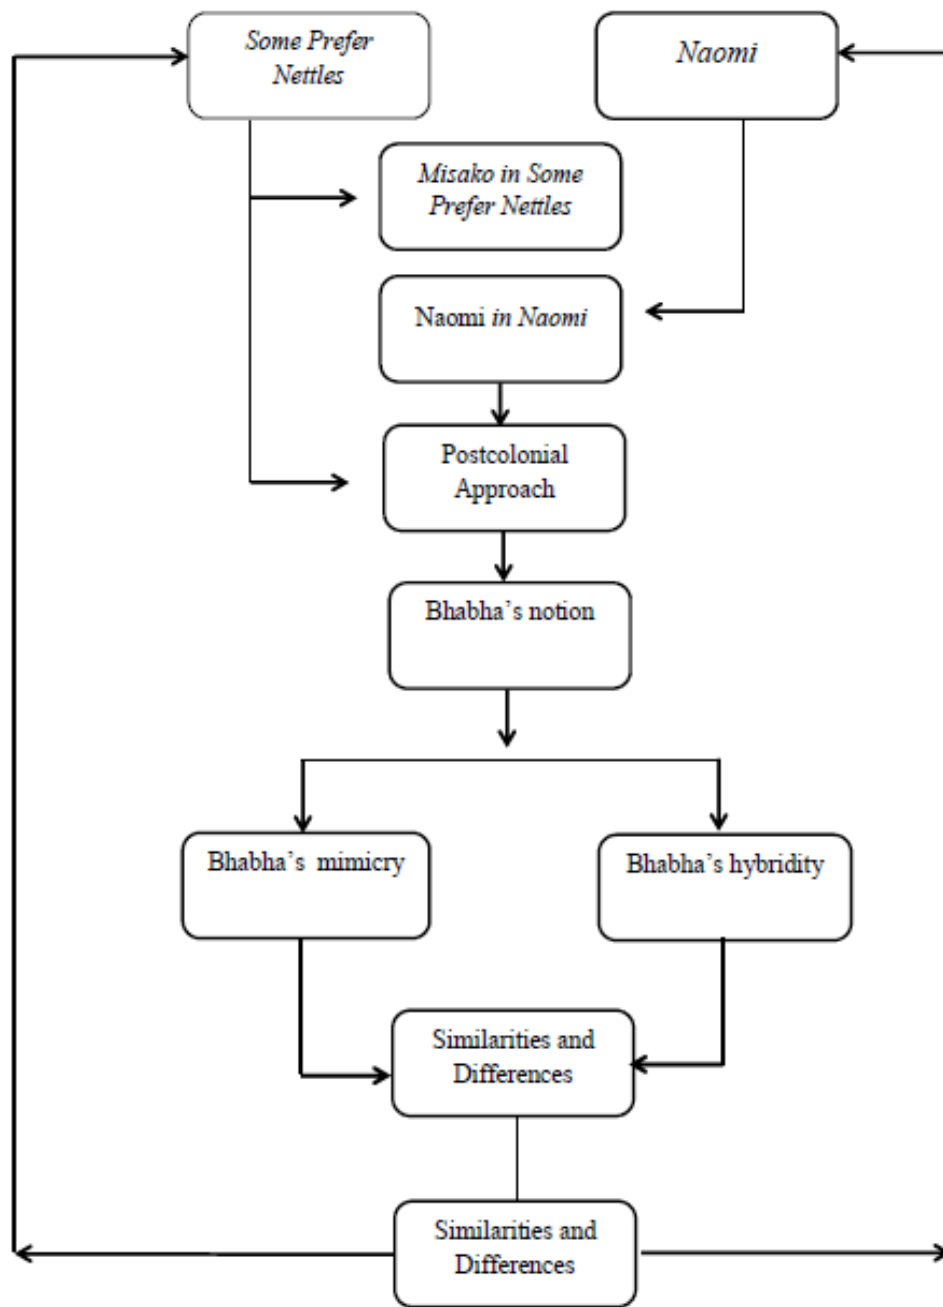 Some Prefer
Nettles
Naomi
Misako in Some
Prefer Nettles
Naomi in Naomi
Postcolonial
Approach
Bhabha's notion
Bhabha's mimicry
Bhabha's hybridity
Similarities and
Differences
Similarities and
Differences